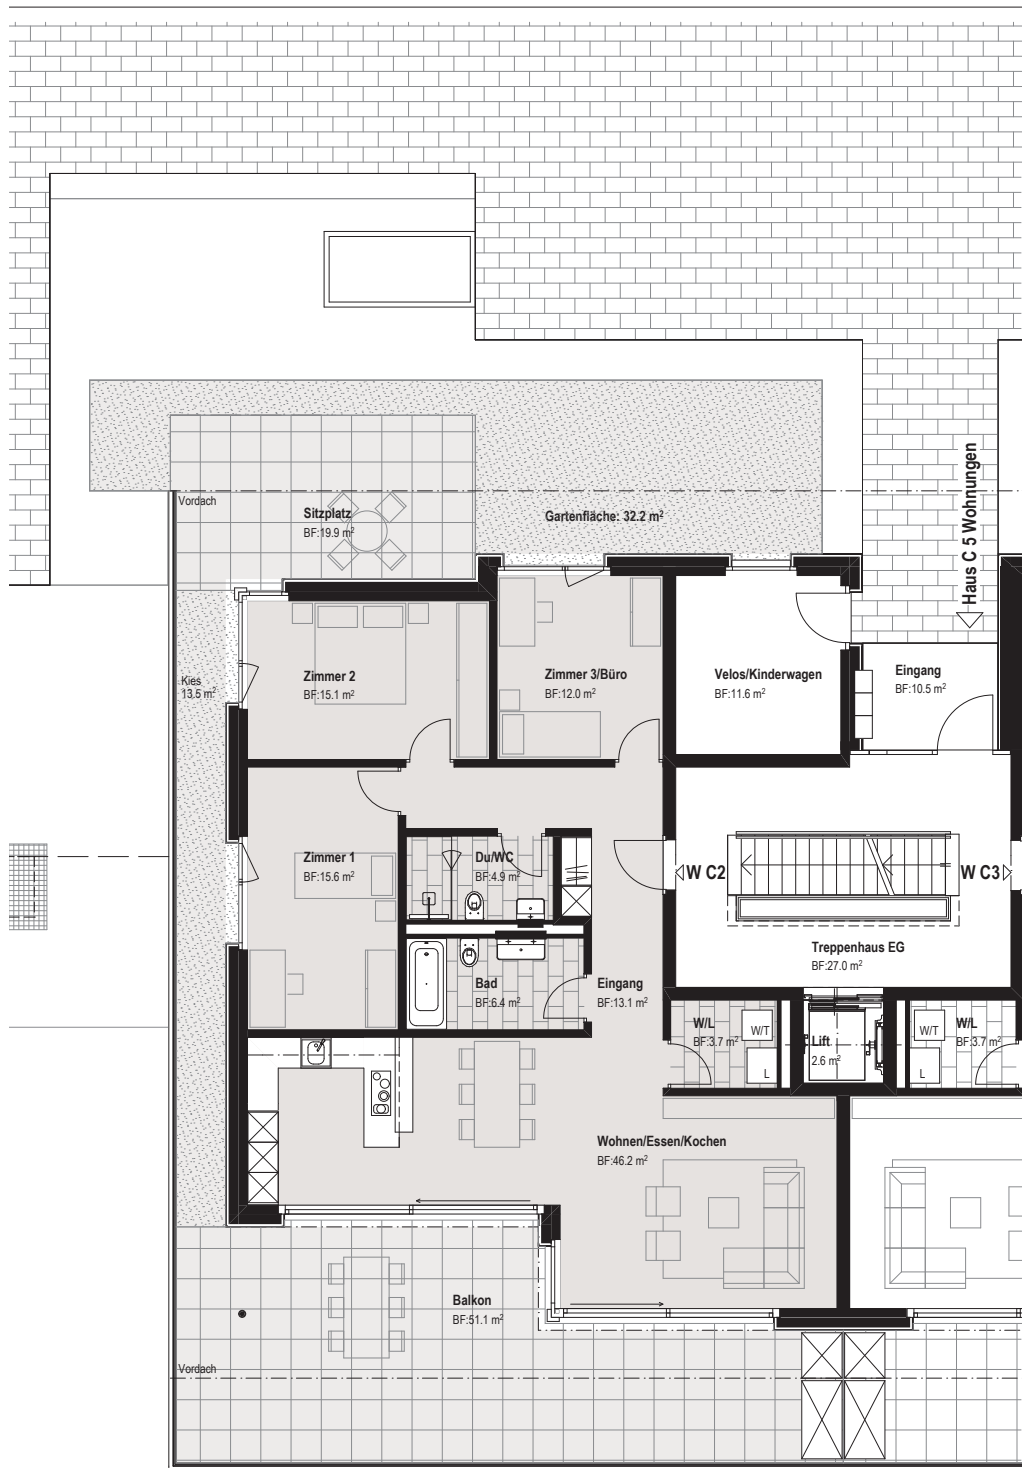 Haus C 5 Wohnungen
Vordach
Sitzplatz
BF:19.9 m²
Gartenfläche: 32.2 m²
Kies
13.5 m²
Zimmer 2
BF:15.1 m²
Zimmer 3/Büro
BF:12.0 m²
Velos/Kinderwagen
BF:11.6 m²
Eingang
BF:10.5 m²
Zimmer 1
BF:15.6 m²
Du/WC
BF:4.9 m²
W C2
W C3
Treppenhaus EG
BF:27.0 m²
Bad
BF:6.4 m²
Eingang
BF:13.1 m²
W/L
BF:3.7 m²
W/T
L
Lift
2.6 m²
W/T
L
W/L
BF:3.7 m²
Wohnen/Essen/Kochen
BF:46.2 m²
Balkon
BF:51.1 m²
Vordach